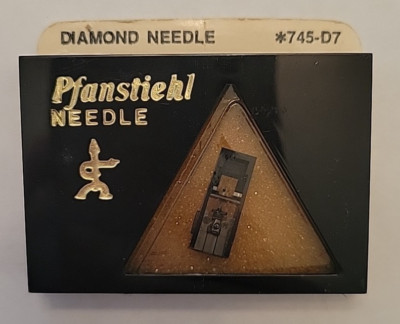 DIAMOND NEEDLE *745-D7
Pfanstiehl
NEEDLE